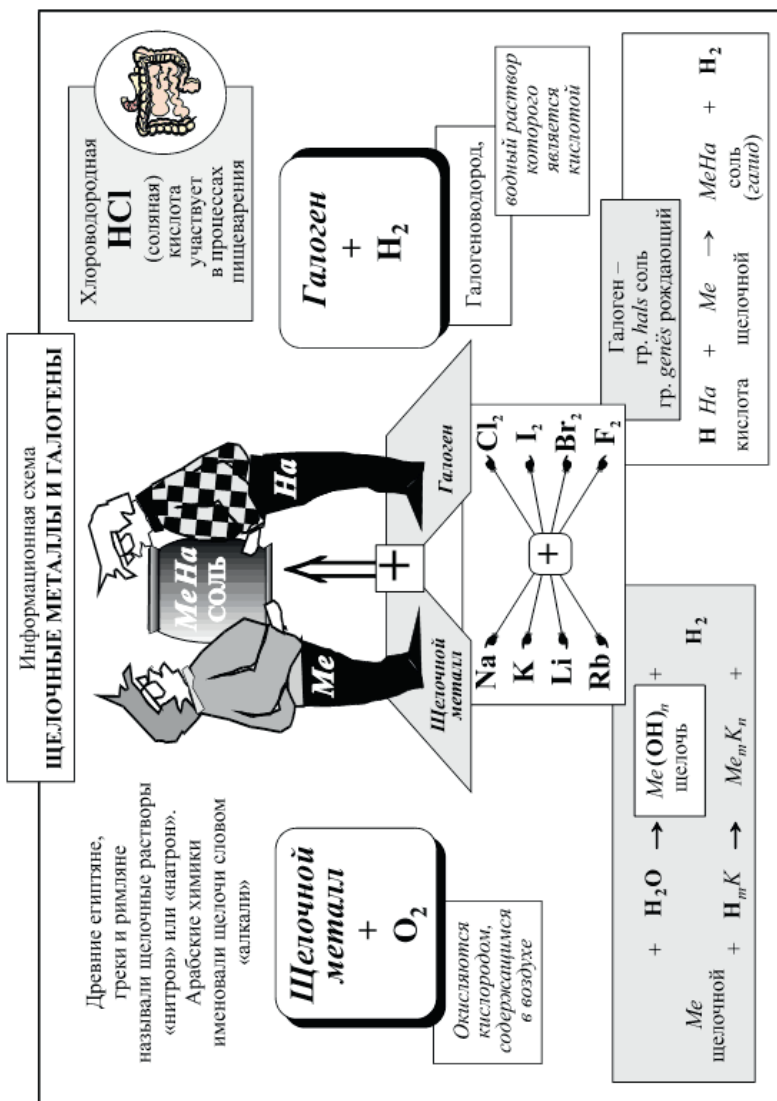 Информационная схема
ЩЕЛОЧНЫЕ МЕТАЛЛЫ И ГАЛОГЕНЫ
Древние египтяне,
греки и римляне
называли щелочные растворы
«нитрон» или «натрон».
Арабские химики
именовали щелочи словом
«алкали»
MeHa
СОЛЬ
Me
Ha
Хлороводородная
HCl
(соляная)
кислота
участвует
в процессах
пищеварения
Щелочной
металл
+
O₂
Окисляются
кислородом,
содержащимся
в воздухе
Щелочной
металл
+
Галоген
Галоген
+
H₂
Галогеноводород,
водный раствор
которого
является
кислотой
Na Cl₂
K I₂
+
Li Br₂
Rb F₂
Me + H₂O → Me(OH)ₙ + H₂
щелочной щелочь
+ HₘK → MeₘKₙ +
Галоген –
гр. hals соль
гр. genēs рождающий
H Ha + Me → MeHa + H₂
кислота щелочной соль
(галид)